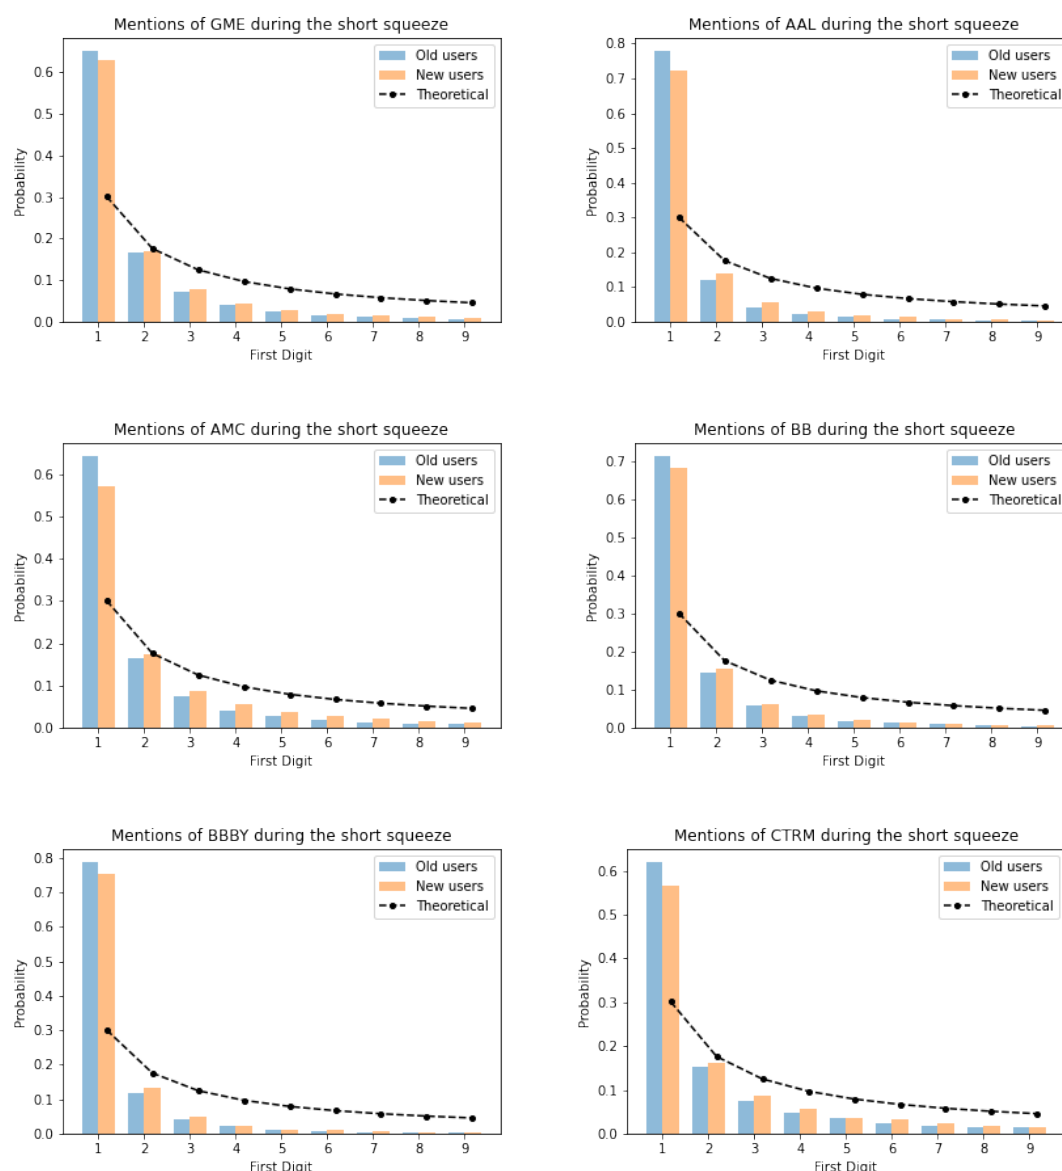 Mentions of GME during the short squeeze
Old users
New users
Theoretical
0.6
0.5
0.4
0.3
0.2
0.1
0.0
Probability
1 2 3 4 5 6 7 8 9
First Digit
Mentions of AAL during the short squeeze
Old users
New users
Theoretical
0.8
0.7
0.6
0.5
0.4
0.3
0.2
0.1
0.0
Probability
1 2 3 4 5 6 7 8 9
First Digit
Mentions of AMC during the short squeeze
Old users
New users
Theoretical
0.6
0.5
0.4
0.3
0.2
0.1
0.0
Probability
1 2 3 4 5 6 7 8 9
First Digit
Mentions of BB during the short squeeze
Old users
New users
Theoretical
0.7
0.6
0.5
0.4
0.3
0.2
0.1
0.0
Probability
1 2 3 4 5 6 7 8 9
First Digit
Mentions of BBBY during the short squeeze
Old users
New users
Theoretical
0.8
0.7
0.6
0.5
0.4
0.3
0.2
0.1
0.0
Probability
1 2 3 4 5 6 7 8 9
First Digit
Mentions of CTRM during the short squeeze
Old users
New users
Theoretical
0.6
0.5
0.4
0.3
0.2
0.1
0.0
Probability
1 2 3 4 5 6 7 8 9
First Digit